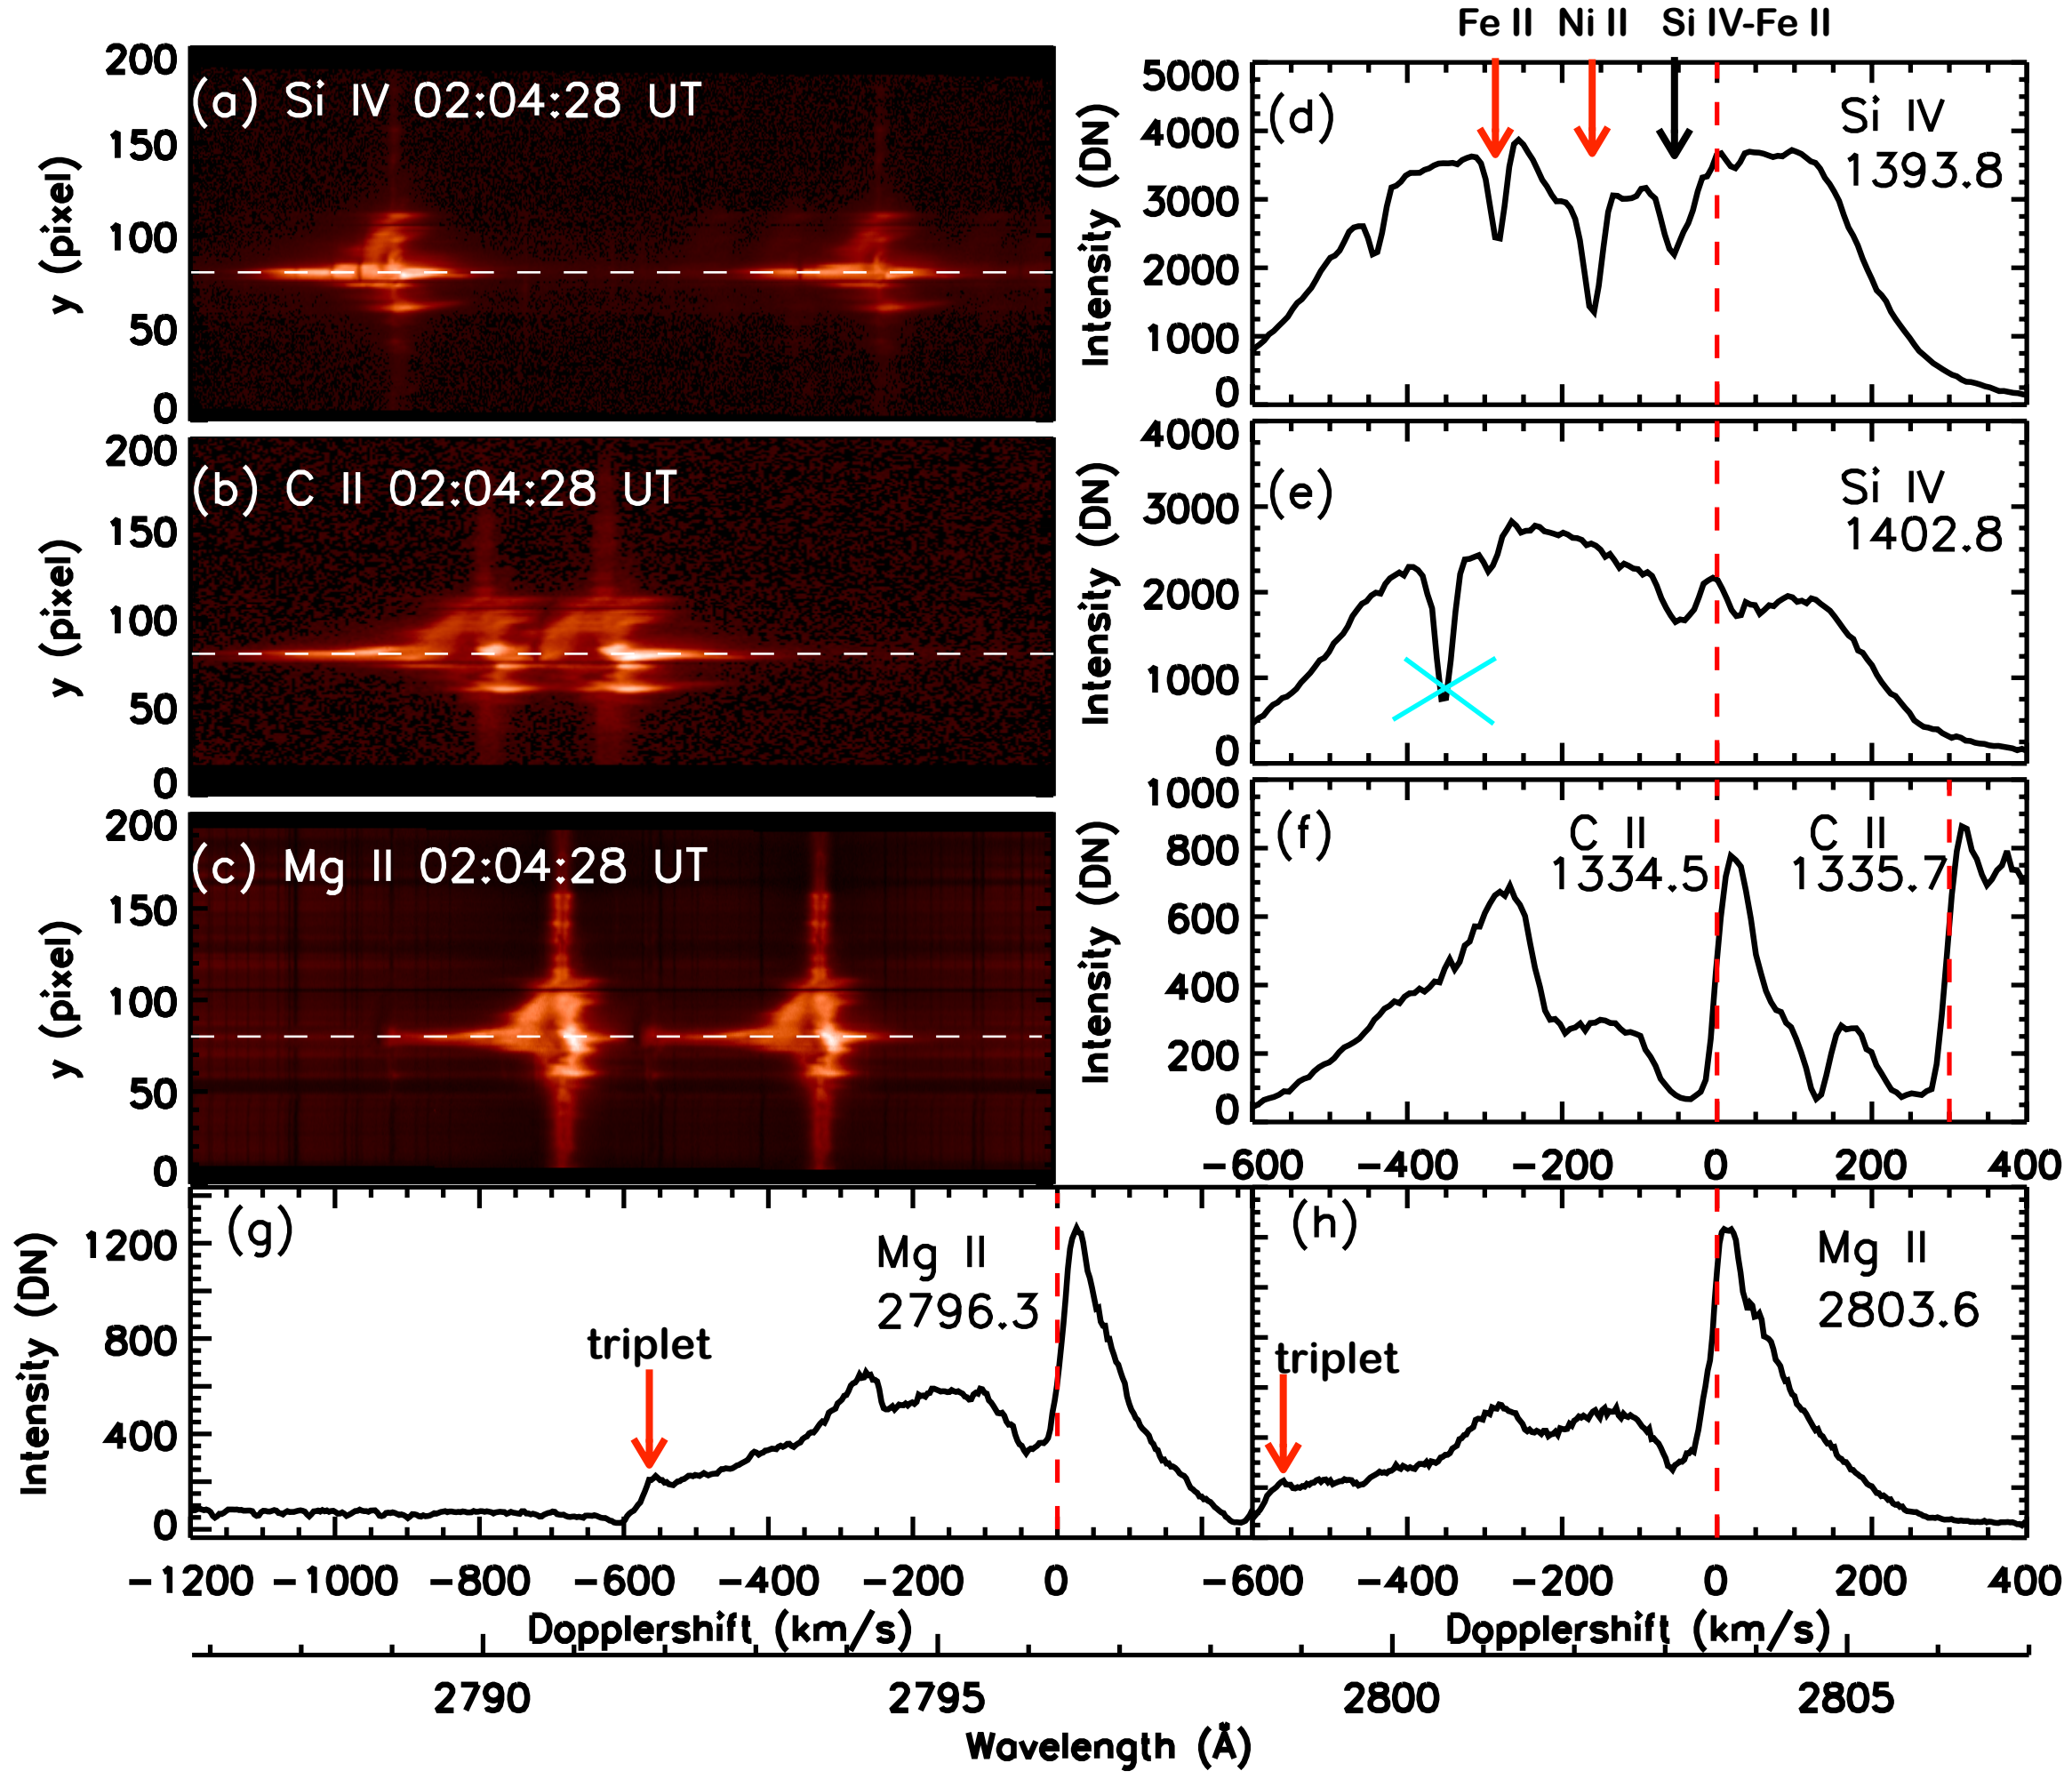 Fe II Ni II Si IV-Fe II
200
150
100
50
0
y (pixel)
(a) Si IV 02:04:28 UT
5000
4000
3000
2000
1000
0
Intensity (DN)
(d)
Si IV
1393.8
200
150
100
50
0
y (pixel)
(b) C II 02:04:28 UT
4000
3000
2000
1000
0
Intensity (DN)
(e)
Si IV
1402.8
200
150
100
50
0
y (pixel)
(c) Mg II 02:04:28 UT
1000
800
600
400
200
0
Intensity (DN)
(f)
C II
1334.5
C II
1335.7
-600 -400 -200 0 200 400
1200
800
400
0
Intensity (DN)
(g)
triplet
Mg II
2796.3
(h)
triplet
Mg II
2803.6
-1200 -1000 -800 -600 -400 -200 0
Dopplershift (km/s)
-600 -400 -200 0 200 400
Dopplershift (km/s)
2790 2795 2800 2805
Wavelength (Å)